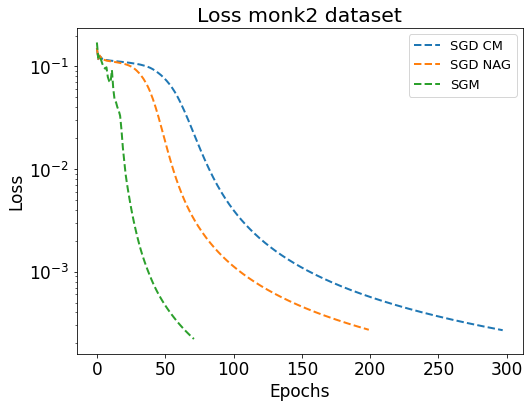 Loss monk2 dataset
SGD CM
SGD NAG
SGM
10⁻¹
10⁻²
10⁻³
Loss
0 50 100 150 200 250 300
Epochs